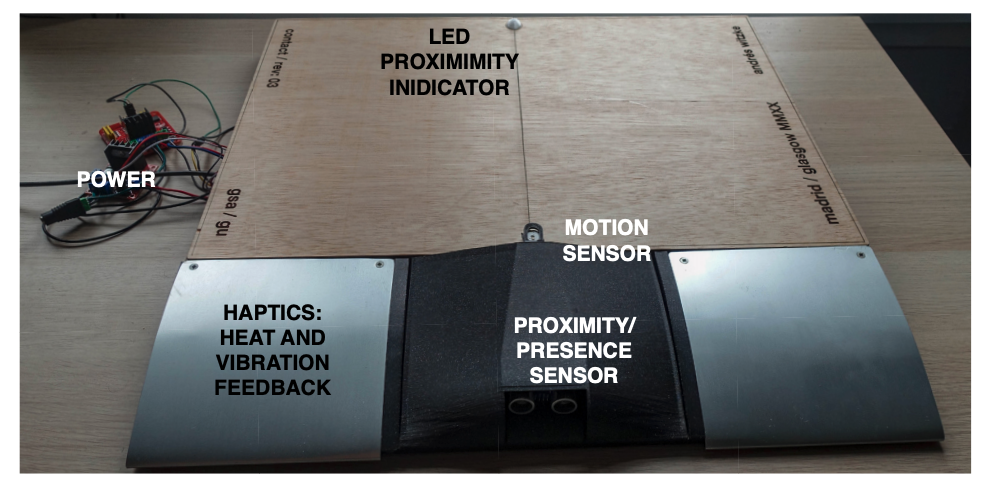 LED
PROXIMIMITY
INIDICATOR
contact / rev: 03
andrés wizka
madrid / glasgow MMXX
POWER
gsa / gu
MOTION
SENSOR
HAPTICS:
HEAT AND
VIBRATION
FEEDBACK
PROXIMITY/
PRESENCE
SENSOR